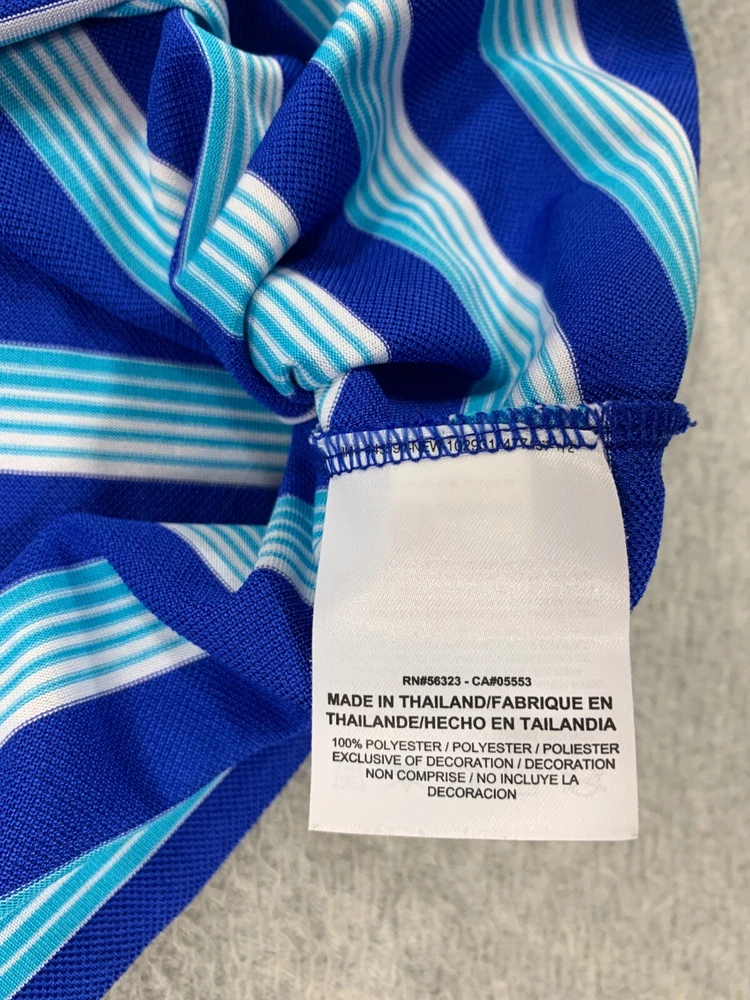 RN#56323 - CA#05553
MADE IN THAILAND/FABRIQUE EN
THAILANDE/HECHO EN TAILANDIA
100% POLYESTER / POLYESTER / POLIESTER
EXCLUSIVE OF DECORATION / DECORATION
NON COMPRISE / NO INCLUYE LA
DECORACION